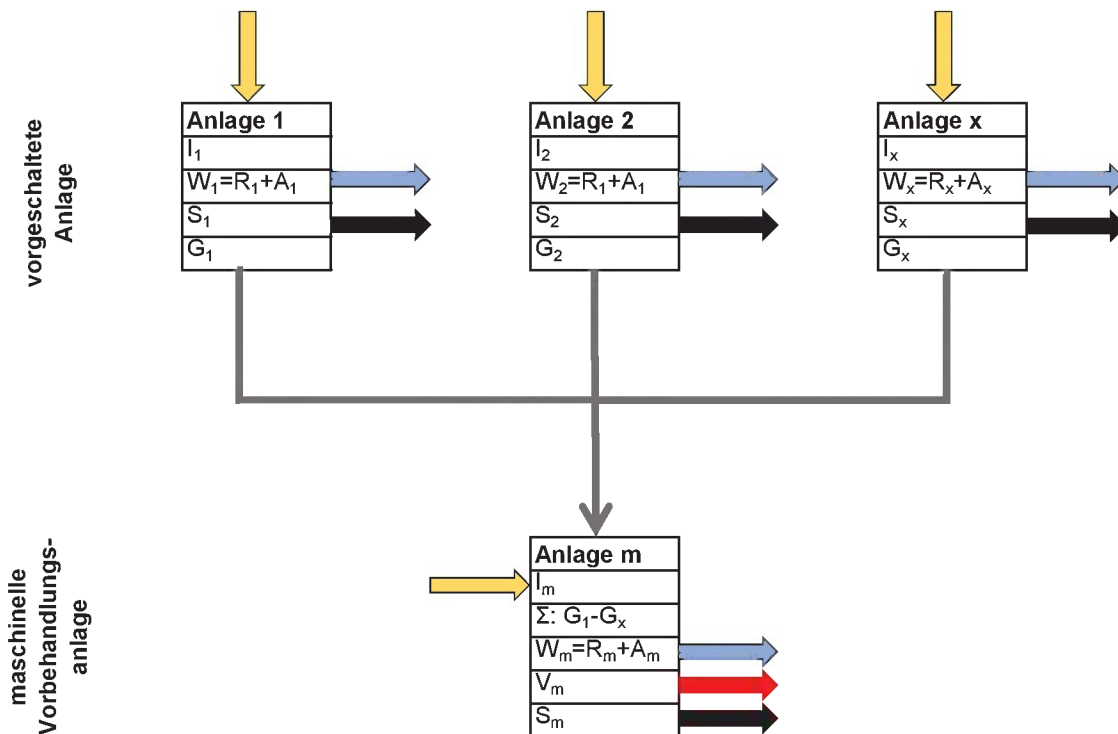 vorgeschaltete
Anlage
Anlage 1
I₁
W₁=R₁+A₁
S₁
G₁
Anlage 2
I₂
W₂=R₁+A₁
S₂
G₂
Anlage x
Iₓ
Wₓ=Rₓ+Aₓ
Sₓ
Gₓ
maschinelle
Vorbehandlungs-
anlage
Anlage m
Iₘ
Σ: G₁-Gₓ
Wₘ=Rₘ+Aₘ
Vₘ
Sₘ